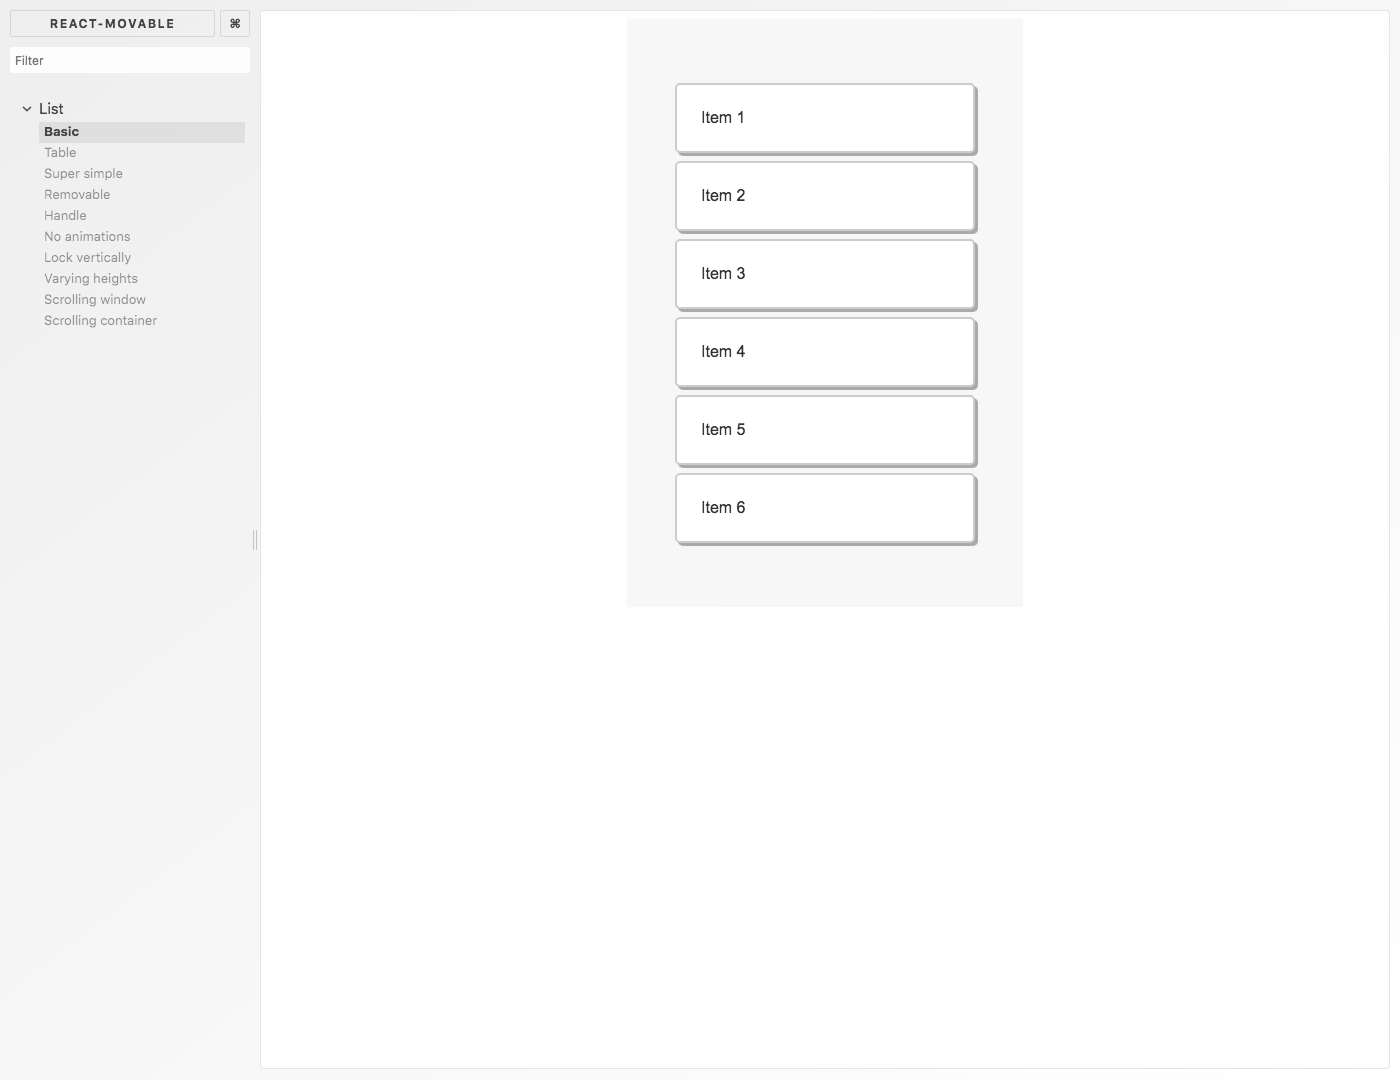 REACT-MOVABLE
⌘
Filter
List
Basic
Table
Super simple
Removable
Handle
No animations
Lock vertically
Varying heights
Scrolling window
Scrolling container
Item 1
Item 2
Item 3
Item 4
Item 5
Item 6